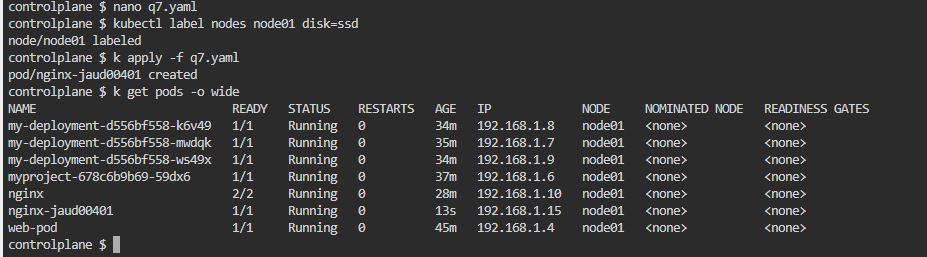 controlplane $ nano q7.yaml
controlplane $ kubectl label nodes node01 disk=ssd
node/node01 labeled
controlplane $ k apply -f q7.yaml
pod/nginx-jaud00401 created
controlplane $ k get pods -o wide
NAME READY STATUS RESTARTS AGE IP NODE NOMINATED NODE READINESS GATES
my-deployment-d556bf558-k6v49 1/1 Running 0 34m 192.168.1.8 node01 <none> <none>
my-deployment-d556bf558-mwdqk 1/1 Running 0 35m 192.168.1.7 node01 <none> <none>
my-deployment-d556bf558-ws49x 1/1 Running 0 34m 192.168.1.9 node01 <none> <none>
myproject-678c6b9b69-59dx6 1/1 Running 0 37m 192.168.1.6 node01 <none> <none>
nginx 2/2 Running 0 28m 192.168.1.10 node01 <none> <none>
nginx-jaud00401 1/1 Running 0 13s 192.168.1.15 node01 <none> <none>
web-pod 1/1 Running 0 45m 192.168.1.4 node01 <none> <none>
controlplane $